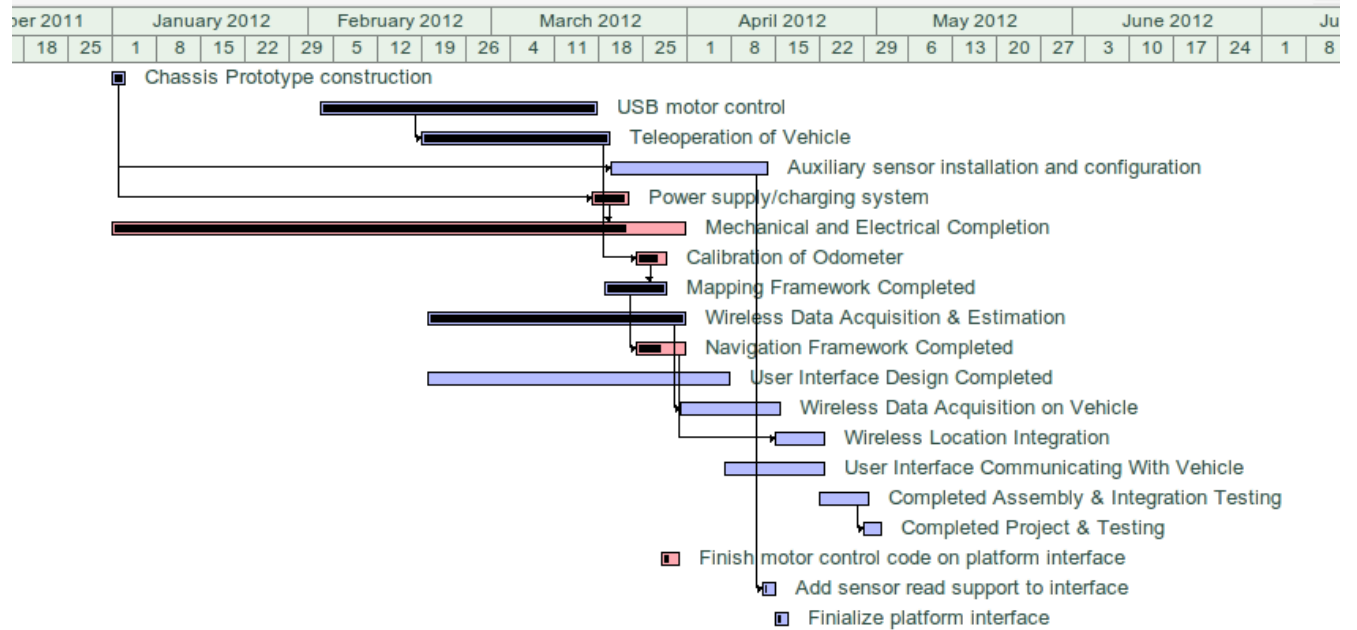 ber 2011 January 2012 February 2012 March 2012 April 2012 May 2012 June 2012 Ju
18 25 1 8 15 22 29 5 12 19 26 4 11 18 25 1 8 15 22 29 6 13 20 27 3 10 17 24 1 8
Chassis Prototype construction
USB motor control
Teleoperation of Vehicle
Auxiliary sensor installation and configuration
Power supply/charging system
Mechanical and Electrical Completion
Calibration of Odometer
Mapping Framework Completed
Wireless Data Acquisition & Estimation
Navigation Framework Completed
User Interface Design Completed
Wireless Data Acquisition on Vehicle
Wireless Location Integration
User Interface Communicating With Vehicle
Completed Assembly & Integration Testing
Completed Project & Testing
Finish motor control code on platform interface
Add sensor read support to interface
Finialize platform interface